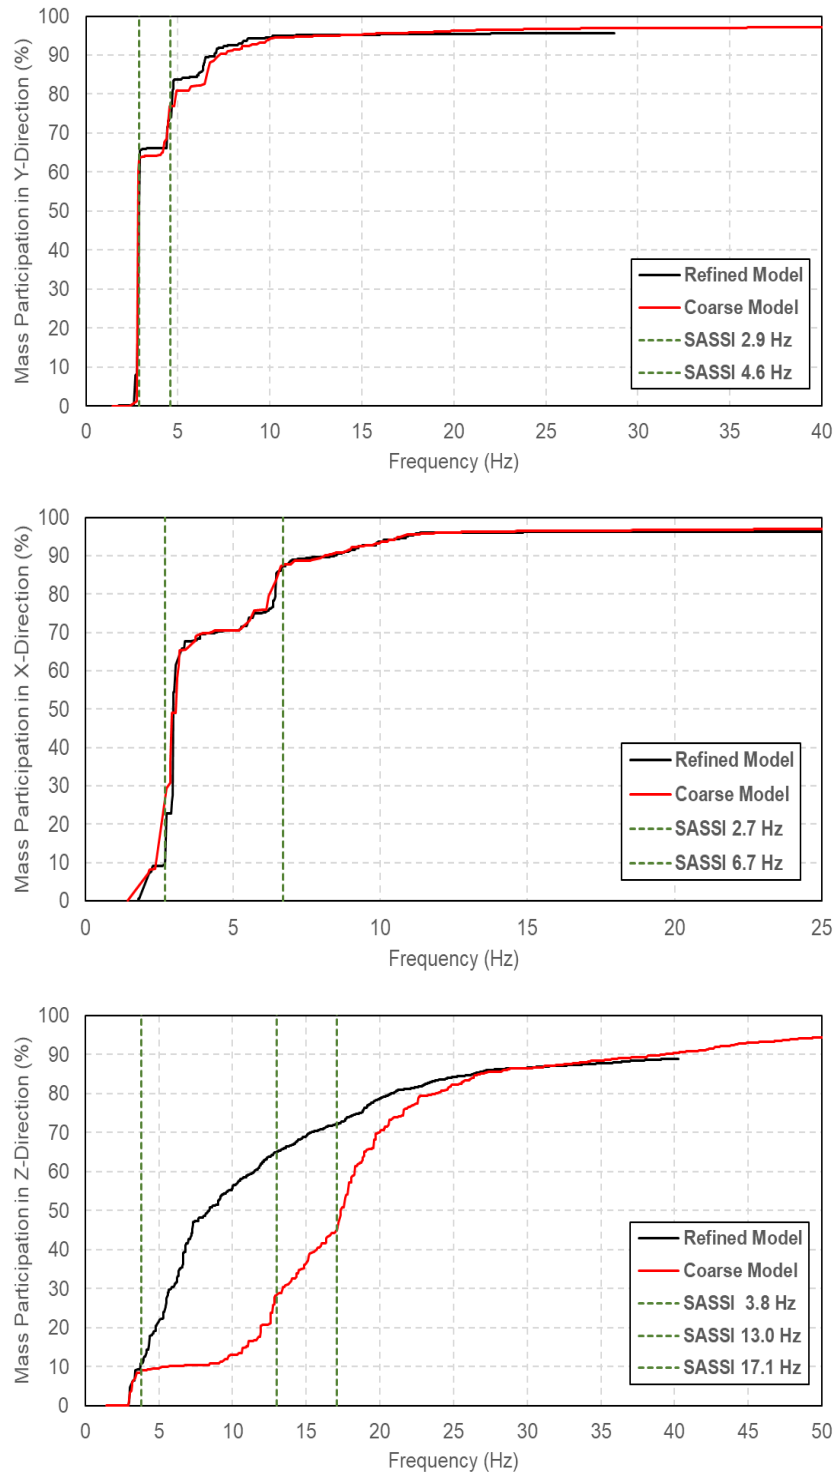 Mass Participation in Y-Direction (%)
100
90
80
70
60
50
40
30
20
10
0
Refined Model
Coarse Model
SASSI 2.9 Hz
SASSI 4.6 Hz
0 5 10 15 20 25 30 35 40
Frequency (Hz)
Mass Participation in X-Direction (%)
100
90
80
70
60
50
40
30
20
10
0
Refined Model
Coarse Model
SASSI 2.7 Hz
SASSI 6.7 Hz
0 5 10 15 20 25
Frequency (Hz)
Mass Participation in Z-Direction (%)
100
90
80
70
60
50
40
30
20
10
0
Refined Model
Coarse Model
SASSI  3.8 Hz
SASSI 13.0 Hz
SASSI 17.1 Hz
0 5 10 15 20 25 30 35 40 45 50
Frequency (Hz)